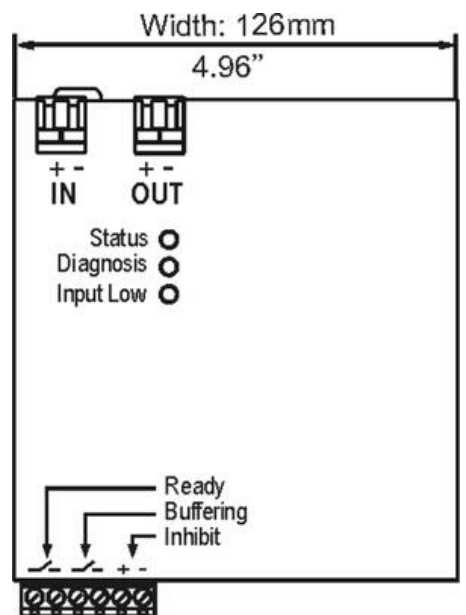 Width: 126mm
4.96”
+ - + -
IN OUT
Status
Diagnosis
Input Low
Ready
Buffering
Inhibit
+ -